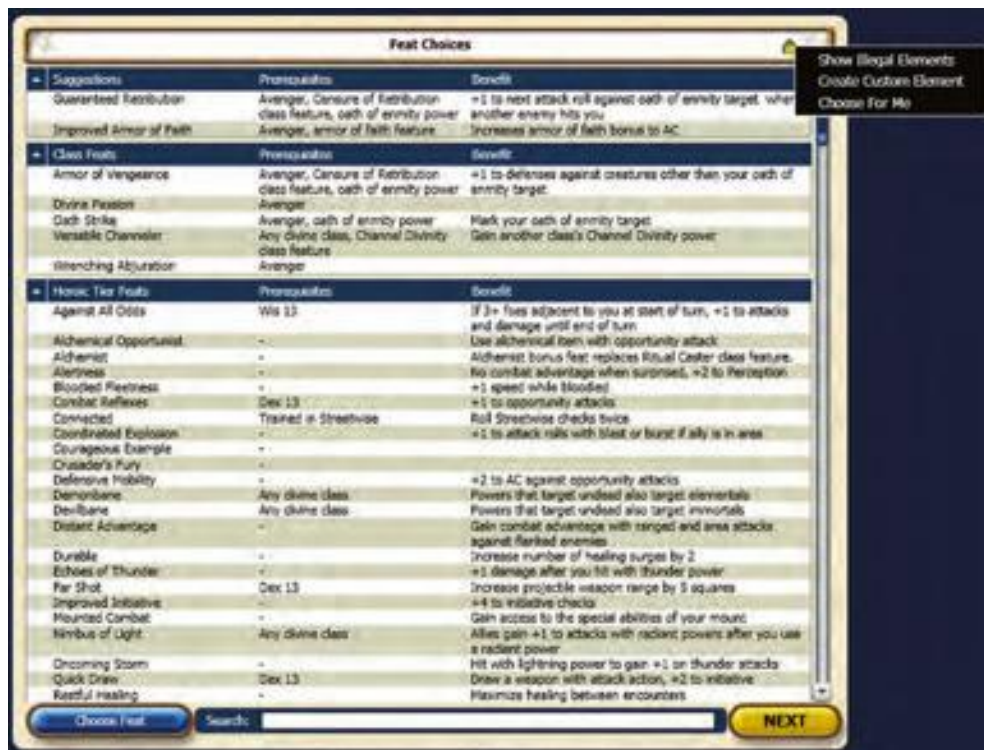 Feat Choices
Show Illegal Elements
Create Custom Element
Choose For Me
Suggestions Prerequisites Benefit
Guaranteed Retribution Avenger, Censure of Retribution +1 to next attack roll against oath of enmity target when
class feature, oath of enmity power another enemy hits you
Improved Armor of Faith Avenger, armor of faith feature Increases armor of faith bonus to AC
Class Feats Prerequisites Benefit
Armor of Vengeance Avenger, Censure of Retribution +1 to defenses against creatures other than your oath of
class feature, oath of enmity power enmity target.
Divine Passion Avenger
Oath Strike Avenger, oath of enmity power Mark your oath of enmity target
Versatile Channeler Any divine class, Channel Divinity Gain another class's Channel Divinity power
class feature
Wrenching Abjuration Avenger
Heroic Tier Feats Prerequisites Benefit
Against All Odds Wis 13 If 3+ foes adjacent to you at start of turn, +1 to attacks
and damage until end of turn
Alchemical Opportunist - Use alchemical item with opportunity attack
Alchemist - Alchemist bonus feat replaces Ritual Caster class feature.
Alertness - No combat advantage when surprised, +2 to Perception
Blooded Fleetness - +1 speed while bloodied
Combat Reflexes Dex 13 +1 to opportunity attacks
Connected Trained in Streetwise Roll Streetwise checks twice
Coordinated Explosion - +1 to attack rolls with blast or burst if ally is in area
Courageous Example -
Crusader's Fury -
Defensive Mobility - +2 to AC against opportunity attacks
Demonbane Any divine class Powers that target undead also target elementals
Devilbane Any divine class Powers that target undead also target immortals
Distant Advantage - Gain combat advantage with ranged and area attacks
against flanked enemies
Durable - Increase number of healing surges by 2
Echoes of Thunder - +1 damage after you hit with thunder power
Far Shot Dex 13 Increase projectile weapon range by 5 squares
Improved Initiative - +4 to initiative checks
Mounted Combat - Gain access to the special abilities of your mount
Nimbus of Light Any divine class Allies gain +1 to attacks with radiant powers after you use
a radiant power
Oncoming Storm - Hit with lightning power to gain +1 on thunder attacks
Quick Draw Dex 13 Draw a weapon with attack action, +2 to initiative
Restful Healing - Maximize healing between encounters
Choose Feat Search: NEXT